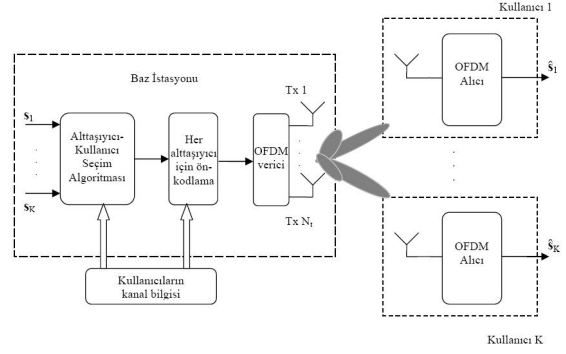 Kullanıcı 1
Baz İstasyonu
s1
sK
Alttaşıyıcı-
Kullanıcı
Seçim
Algoritması
Her
alttaşıyıcı
için ön-
kodlama
OFDM
verici
Tx 1
Tx Nt
Kullanıcıların
kanal bilgisi
OFDM
Alıcı
ŝ1
OFDM
Alıcı
ŝK
Kullanıcı K